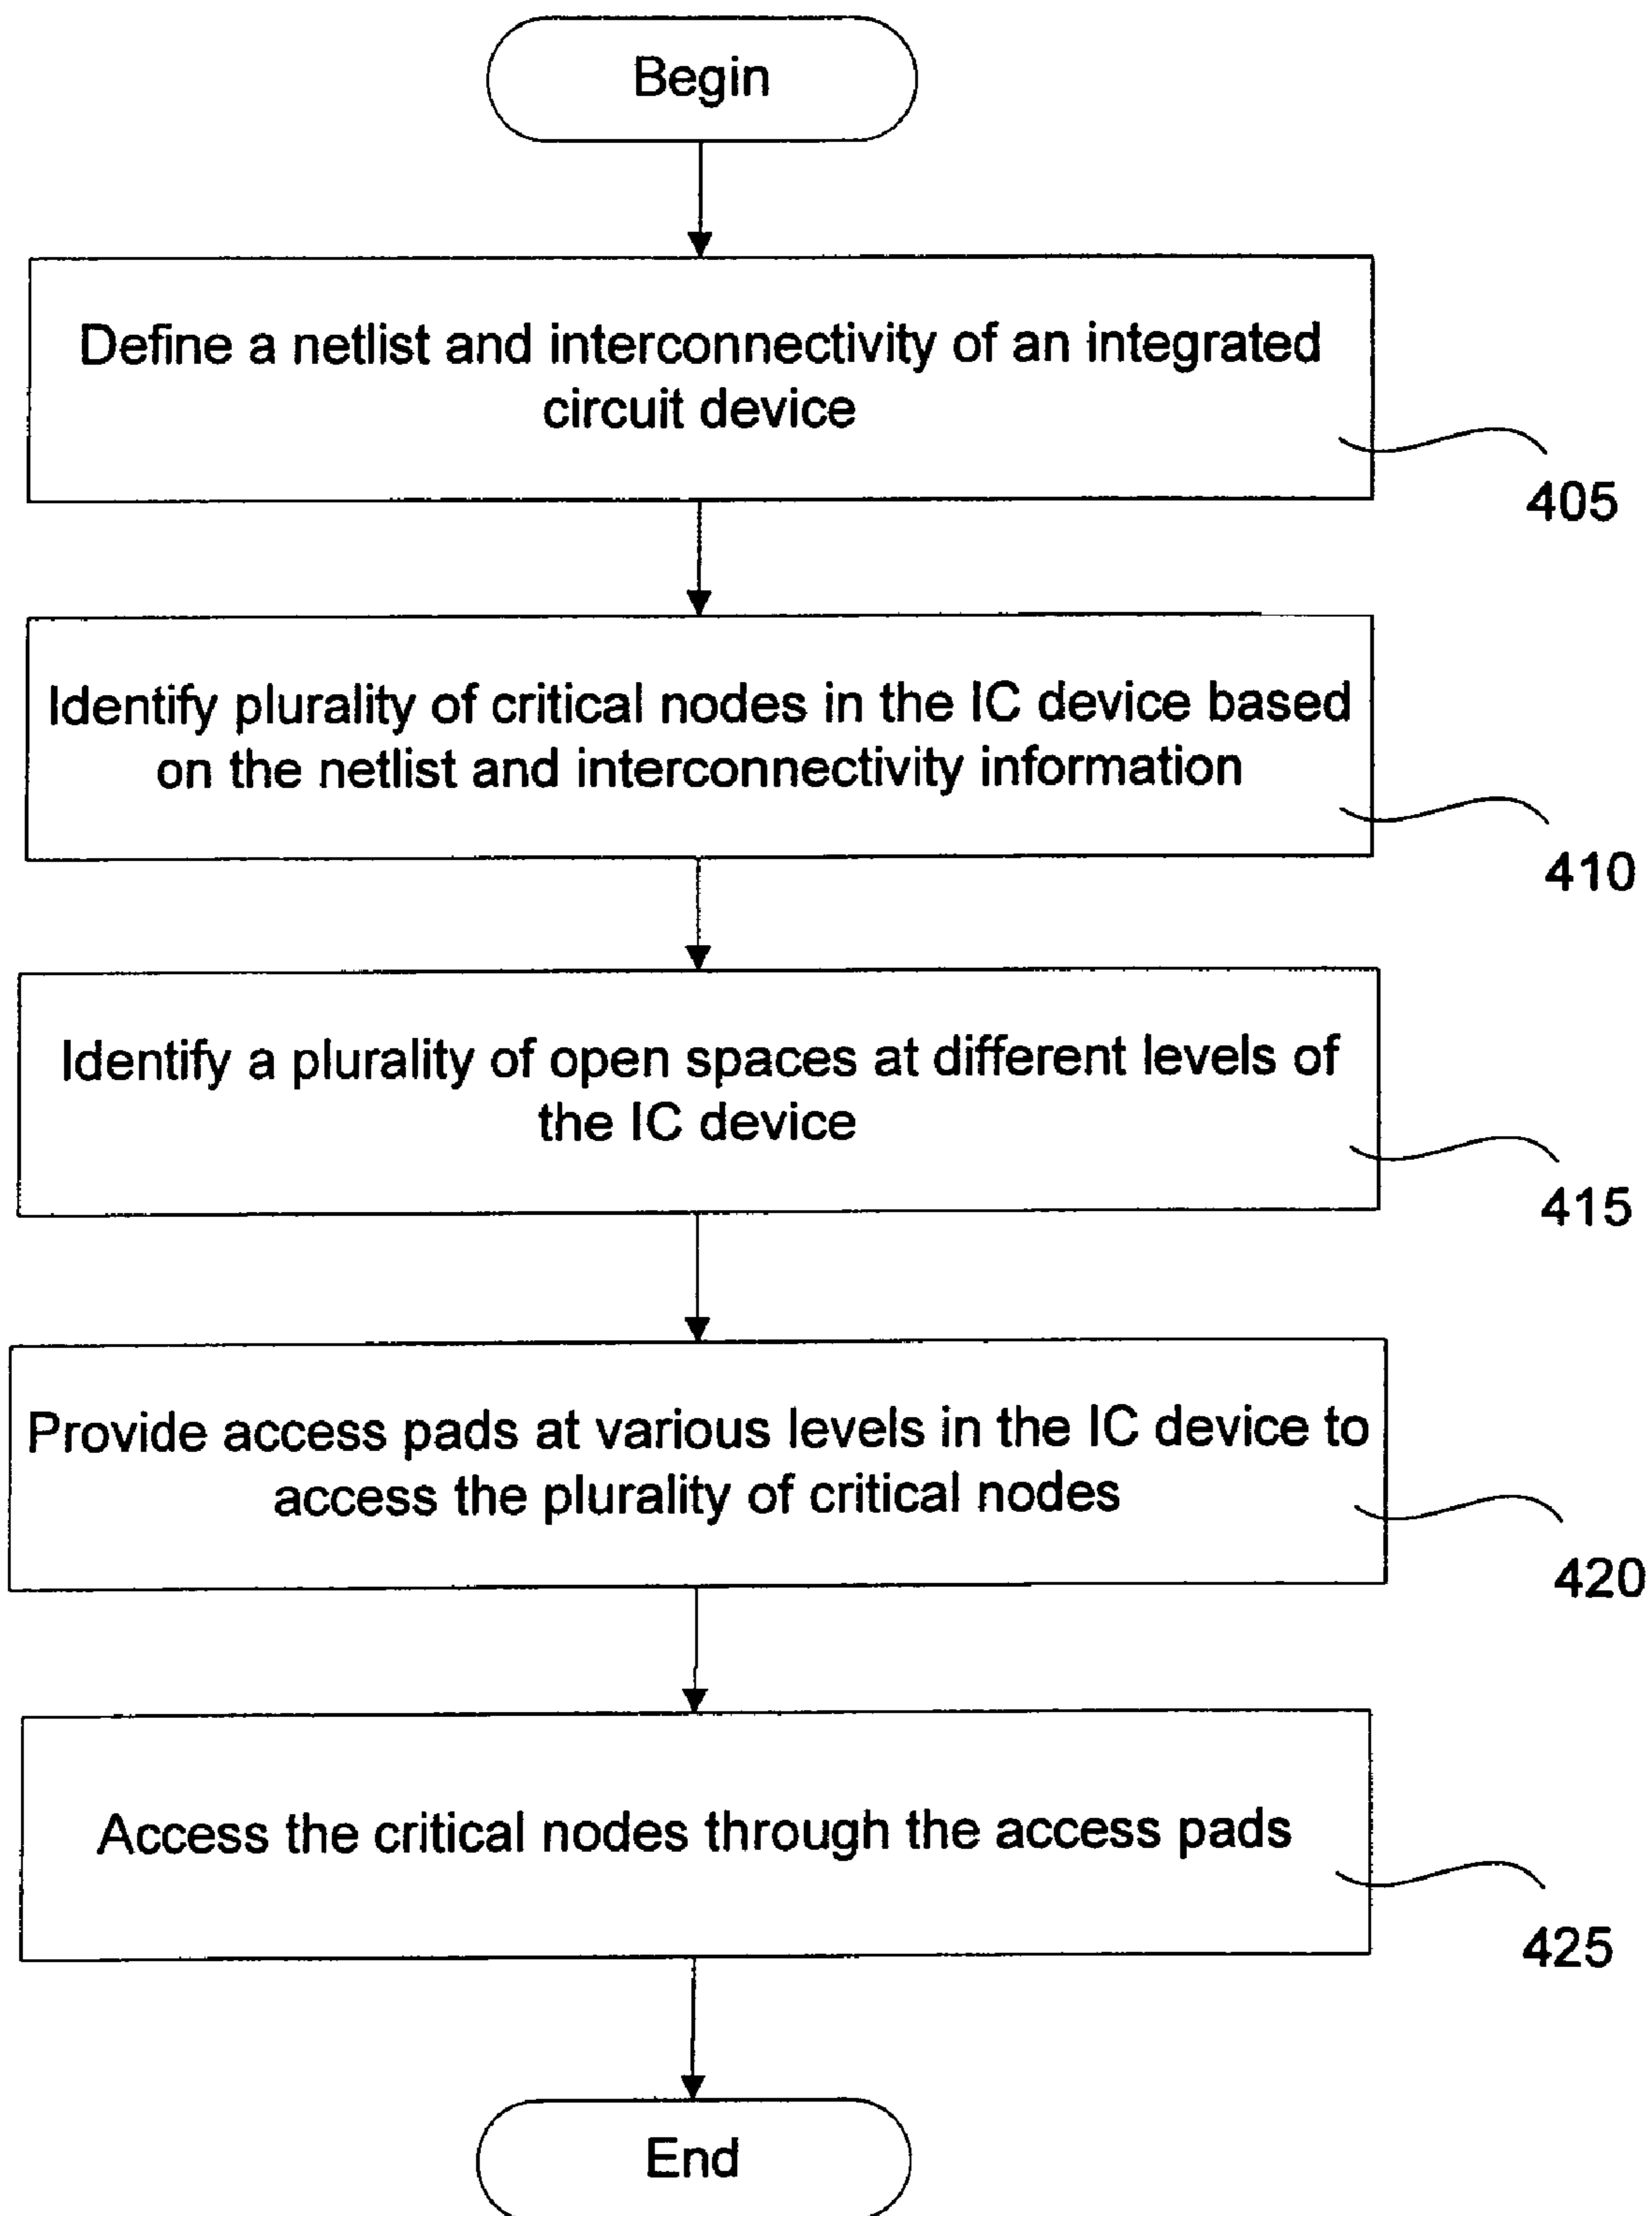 Begin
Define a netlist and interconnectivity of an integrated
circuit device
405
Identify plurality of critical nodes in the IC device based
on the netlist and interconnectivity information
410
Identify a plurality of open spaces at different levels of
the IC device
415
Provide access pads at various levels in the IC device to
access the plurality of critical nodes
420
Access the critical nodes through the access pads
425
End